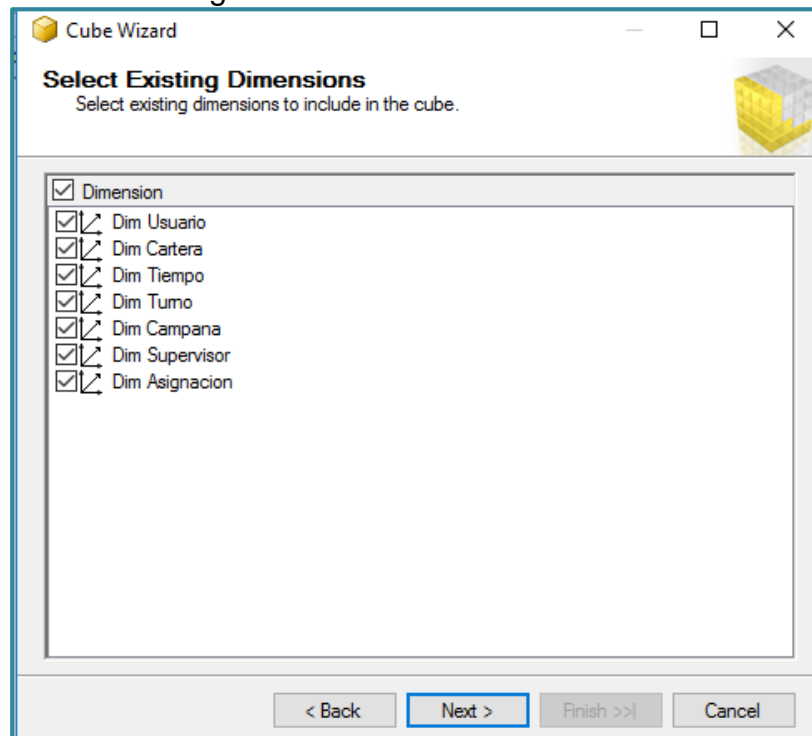 Cube Wizard
Select Existing Dimensions
Select existing dimensions to include in the cube.
Dimension
Dim Usuario
Dim Cartera
Dim Tiempo
Dim Turno
Dim Campana
Dim Supervisor
Dim Asignacion
< Back Next > Finish >>| Cancel